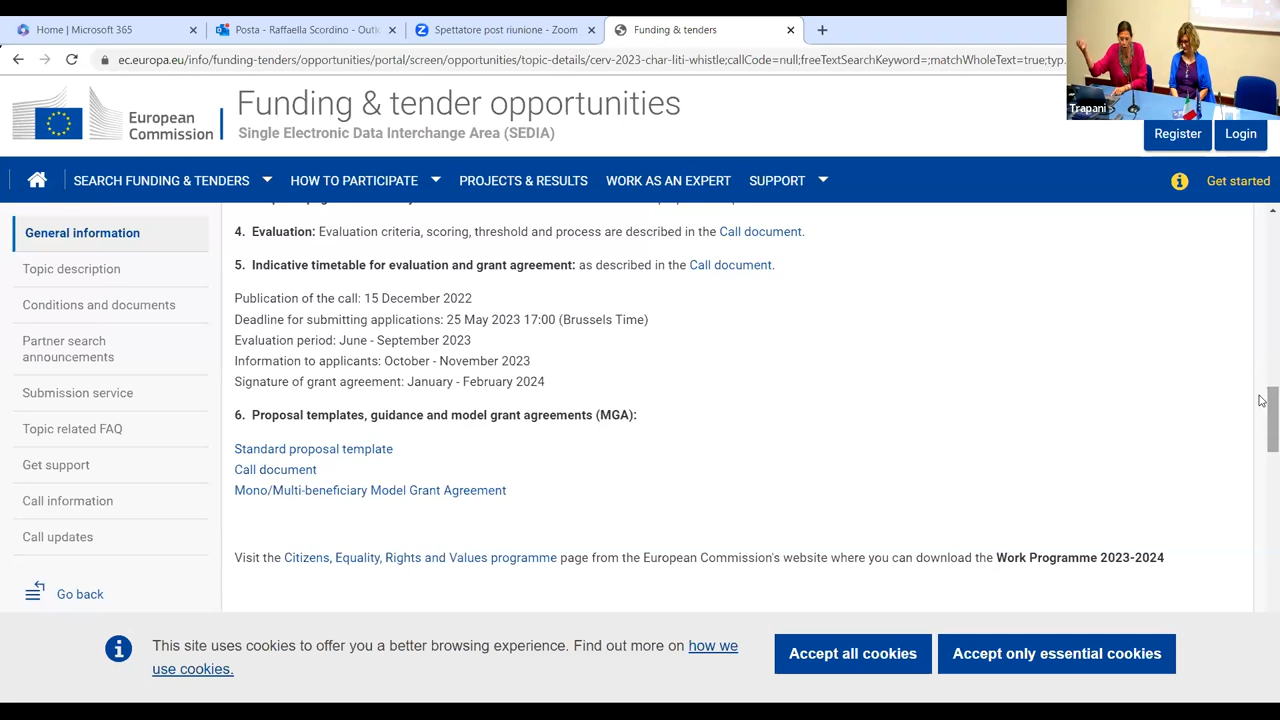 Home | Microsoft 365
Posta - Raffaella Scordino - Outlo
Spettatore post riunione - Zoom
Funding & tenders
ec.europa.eu/info/funding-tenders/opportunities/portal/screen/opportunities/topic-details/cerv-2023-char-liti-whistle;callCode=null;freeTextSearchKeyword=;matchWholeText=true;typ
Trapani
European
Commission
Funding & tender opportunities
Single Electronic Data Interchange Area (SEDIA)
Register
Login
SEARCH FUNDING & TENDERS
HOW TO PARTICIPATE
PROJECTS & RESULTS
WORK AS AN EXPERT
SUPPORT
Get started
General information
Topic description
Conditions and documents
Partner search
announcements
Submission service
Topic related FAQ
Get support
Call information
Call updates
Go back
4. Evaluation: Evaluation criteria, scoring, threshold and process are described in the Call document.
5. Indicative timetable for evaluation and grant agreement: as described in the Call document.
Publication of the call: 15 December 2022
Deadline for submitting applications: 25 May 2023 17:00 (Brussels Time)
Evaluation period: June - September 2023
Information to applicants: October - November 2023
Signature of grant agreement: January - February 2024
6. Proposal templates, guidance and model grant agreements (MGA):
Standard proposal template
Call document
Mono/Multi-beneficiary Model Grant Agreement
Visit the Citizens, Equality, Rights and Values programme page from the European Commission's website where you can download the Work Programme 2023-2024
This site uses cookies to offer you a better browsing experience. Find out more on how we
use cookies.
Accept all cookies
Accept only essential cookies